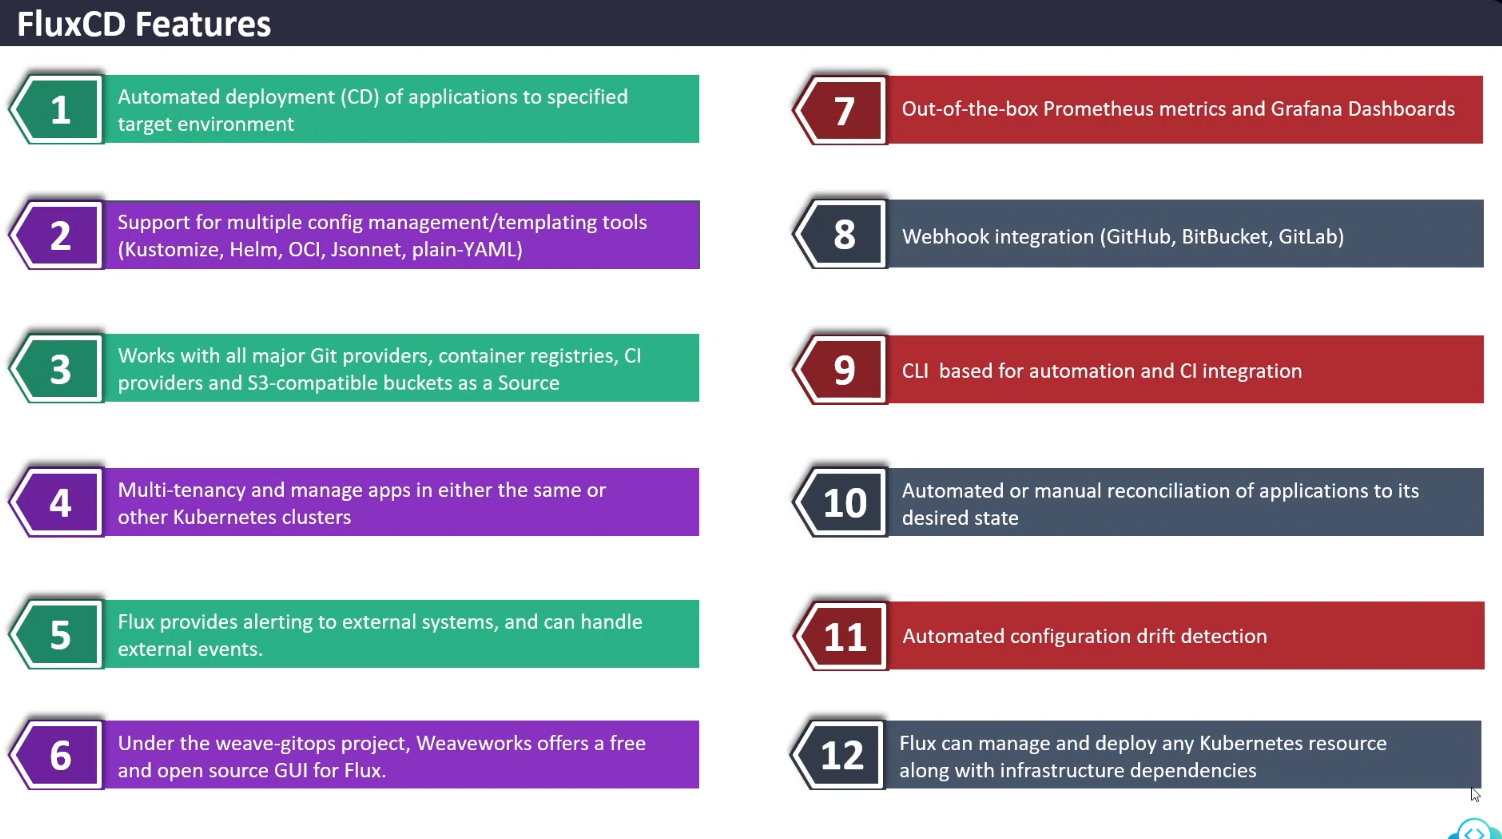 FluxCD Features
1
Automated deployment (CD) of applications to specified
target environment
2
Support for multiple config management/templating tools
(Kustomize, Helm, OCI, Jsonnet, plain-YAML)
3
Works with all major Git providers, container registries, CI
providers and S3-compatible buckets as a Source
4
Multi-tenancy and manage apps in either the same or
other Kubernetes clusters
5
Flux provides alerting to external systems, and can handle
external events.
6
Under the weave-gitops project, Weaveworks offers a free
and open source GUI for Flux.
7
Out-of-the-box Prometheus metrics and Grafana Dashboards
8
Webhook integration (GitHub, BitBucket, GitLab)
9
CLI  based for automation and CI integration
10
Automated or manual reconciliation of applications to its
desired state
11
Automated configuration drift detection
12
Flux can manage and deploy any Kubernetes resource
along with infrastructure dependencies